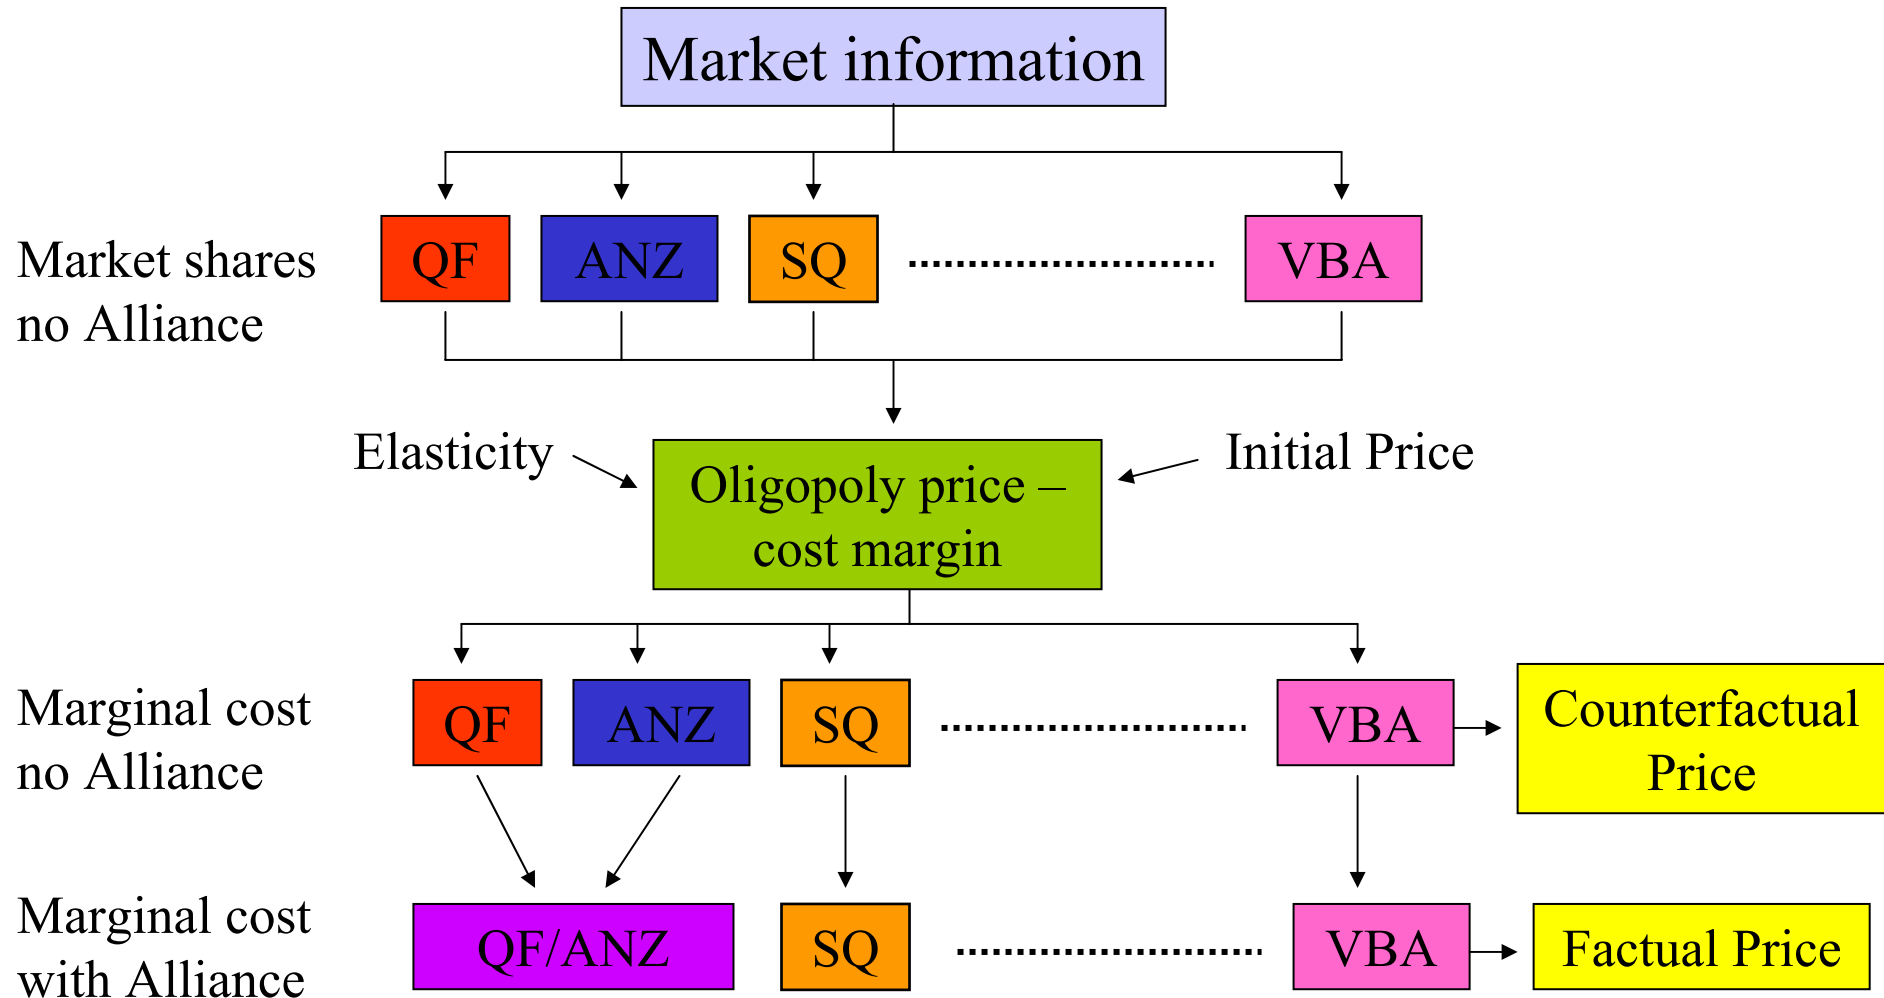 Market information
Market shares
no Alliance
QF
ANZ
SQ
VBA
Elasticity
Initial Price
Oligopoly price –
cost margin
Marginal cost
no Alliance
QF
ANZ
SQ
VBA
Counterfactual
Price
Marginal cost
with Alliance
QF/ANZ
SQ
VBA
Factual Price